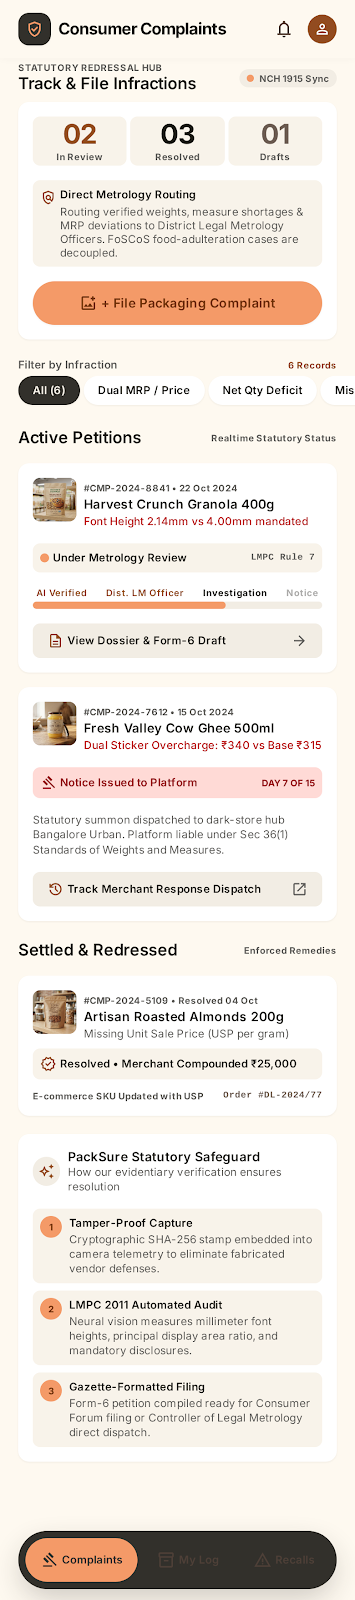 Consumer Complaints
STATUTORY REDRESSAL HUB
Track & File Infractions
NCH 1915 Sync
02
In Review
03
Resolved
01
Drafts
Direct Metrology Routing
Routing verified weights, measure shortages &
MRP deviations to District Legal Metrology
Officers. FoSCoS food-adulteration cases are
decoupled.
+ File Packaging Complaint
Filter by Infraction
6 Records
All (6)
Dual MRP / Price
Net Qty Deficit
Mis
Active Petitions
Realtime Statutory Status
#CMP-2024-8841 • 22 Oct 2024
Harvest Crunch Granola 400g
Font Height 2.14mm vs 4.00mm mandated
Under Metrology Review
LMPC Rule 7
AI Verified
Dist. LM Officer
Investigation
Notice
View Dossier & Form-6 Draft
#CMP-2024-7612 • 15 Oct 2024
Fresh Valley Cow Ghee 500ml
Dual Sticker Overcharge: ₹340 vs Base ₹315
Notice Issued to Platform
DAY 7 OF 15
Statutory summon dispatched to dark-store hub
Bangalore Urban. Platform liable under Sec 36(1)
Standards of Weights and Measures.
Track Merchant Response Dispatch
Settled & Redressed
Enforced Remedies
#CMP-2024-5109 • Resolved 04 Oct
Artisan Roasted Almonds 200g
Missing Unit Sale Price (USP per gram)
Resolved • Merchant Compounded ₹25,000
E-commerce SKU Updated with USP
Order #DL-2024/77
PackSure Statutory Safeguard
How our evidentiary verification ensures
resolution
1
Tamper-Proof Capture
Cryptographic SHA-256 stamp embedded into
camera telemetry to eliminate fabricated
vendor defenses.
2
LMPC 2011 Automated Audit
Neural vision measures millimeter font
heights, principal display area ratio, and
mandatory disclosures.
3
Gazette-Formatted Filing
Form-6 petition compiled ready for Consumer
Forum filing or Controller of Legal Metrology
direct dispatch.
Complaints
My Log
Recalls